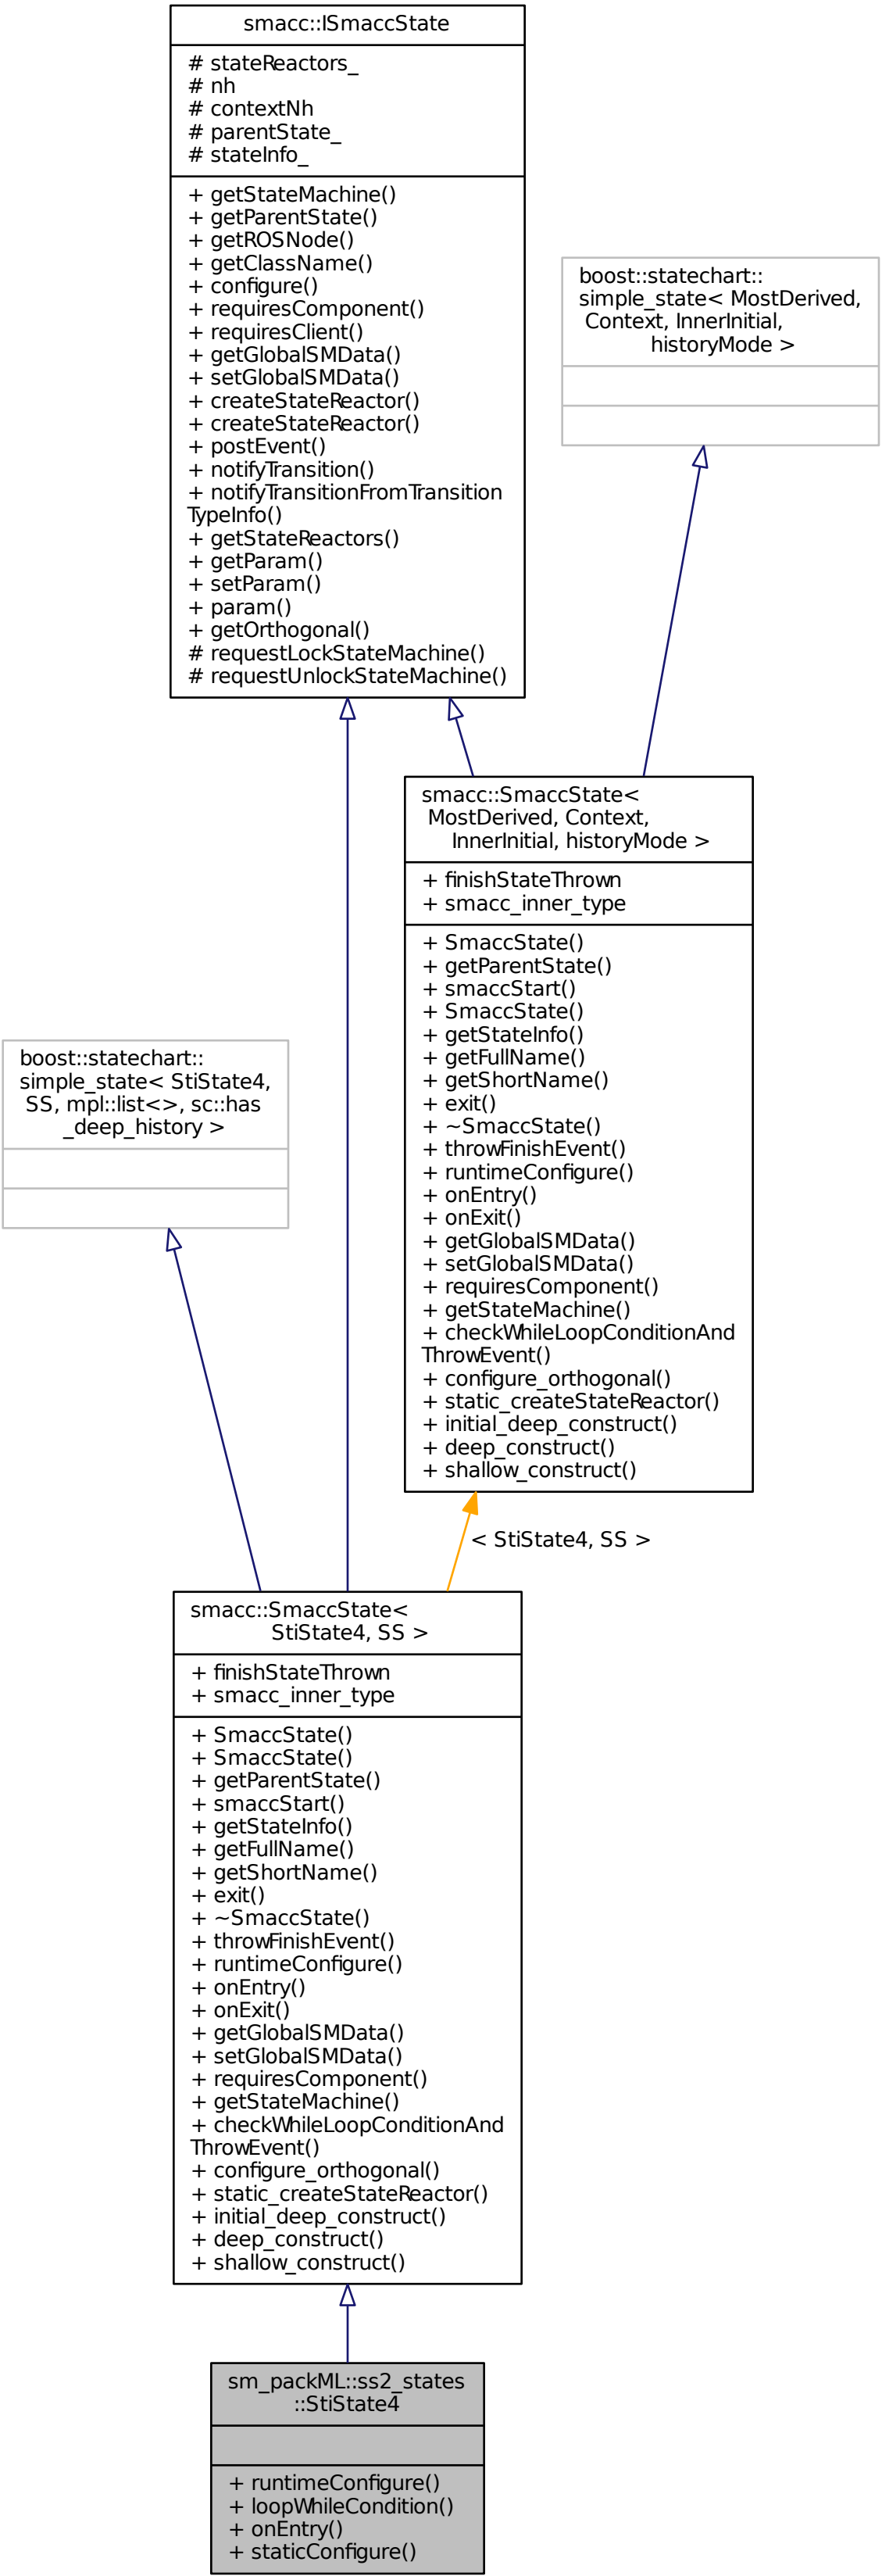 smacc::ISmaccState
# stateReactors_
# nh
# contextNh
# parentState_
# stateInfo_
+ getStateMachine()
+ getParentState()
+ getROSNode()
+ getClassName()
+ configure()
+ requiresComponent()
+ requiresClient()
+ getGlobalSMData()
+ setGlobalSMData()
+ createStateReactor()
+ createStateReactor()
+ postEvent()
+ notifyTransition()
+ notifyTransitionFromTransition
TypeInfo()
+ getStateReactors()
+ getParam()
+ setParam()
+ param()
+ getOrthogonal()
# requestLockStateMachine()
# requestUnlockStateMachine()
boost::statechart::
simple_state< MostDerived,
Context, InnerInitial,
historyMode >
smacc::SmaccState<
MostDerived, Context,
InnerInitial, historyMode >
+ finishStateThrown
+ smacc_inner_type
+ SmaccState()
+ getParentState()
+ smaccStart()
+ SmaccState()
+ getStateInfo()
+ getFullName()
+ getShortName()
+ exit()
+ ~SmaccState()
+ throwFinishEvent()
+ runtimeConfigure()
+ onEntry()
+ onExit()
+ getGlobalSMData()
+ setGlobalSMData()
+ requiresComponent()
+ getStateMachine()
+ checkWhileLoopConditionAnd
ThrowEvent()
+ configure_orthogonal()
+ static_createStateReactor()
+ initial_deep_construct()
+ deep_construct()
+ shallow_construct()
boost::statechart::
simple_state< StiState4,
SS, mpl::list<>, sc::has
_deep_history >
< StiState4, SS >
smacc::SmaccState<
StiState4, SS >
+ finishStateThrown
+ smacc_inner_type
+ SmaccState()
+ SmaccState()
+ getParentState()
+ smaccStart()
+ getStateInfo()
+ getFullName()
+ getShortName()
+ exit()
+ ~SmaccState()
+ throwFinishEvent()
+ runtimeConfigure()
+ onEntry()
+ onExit()
+ getGlobalSMData()
+ setGlobalSMData()
+ requiresComponent()
+ getStateMachine()
+ checkWhileLoopConditionAnd
ThrowEvent()
+ configure_orthogonal()
+ static_createStateReactor()
+ initial_deep_construct()
+ deep_construct()
+ shallow_construct()
sm_packML::ss2_states
::StiState4
+ runtimeConfigure()
+ loopWhileCondition()
+ onEntry()
+ staticConfigure()